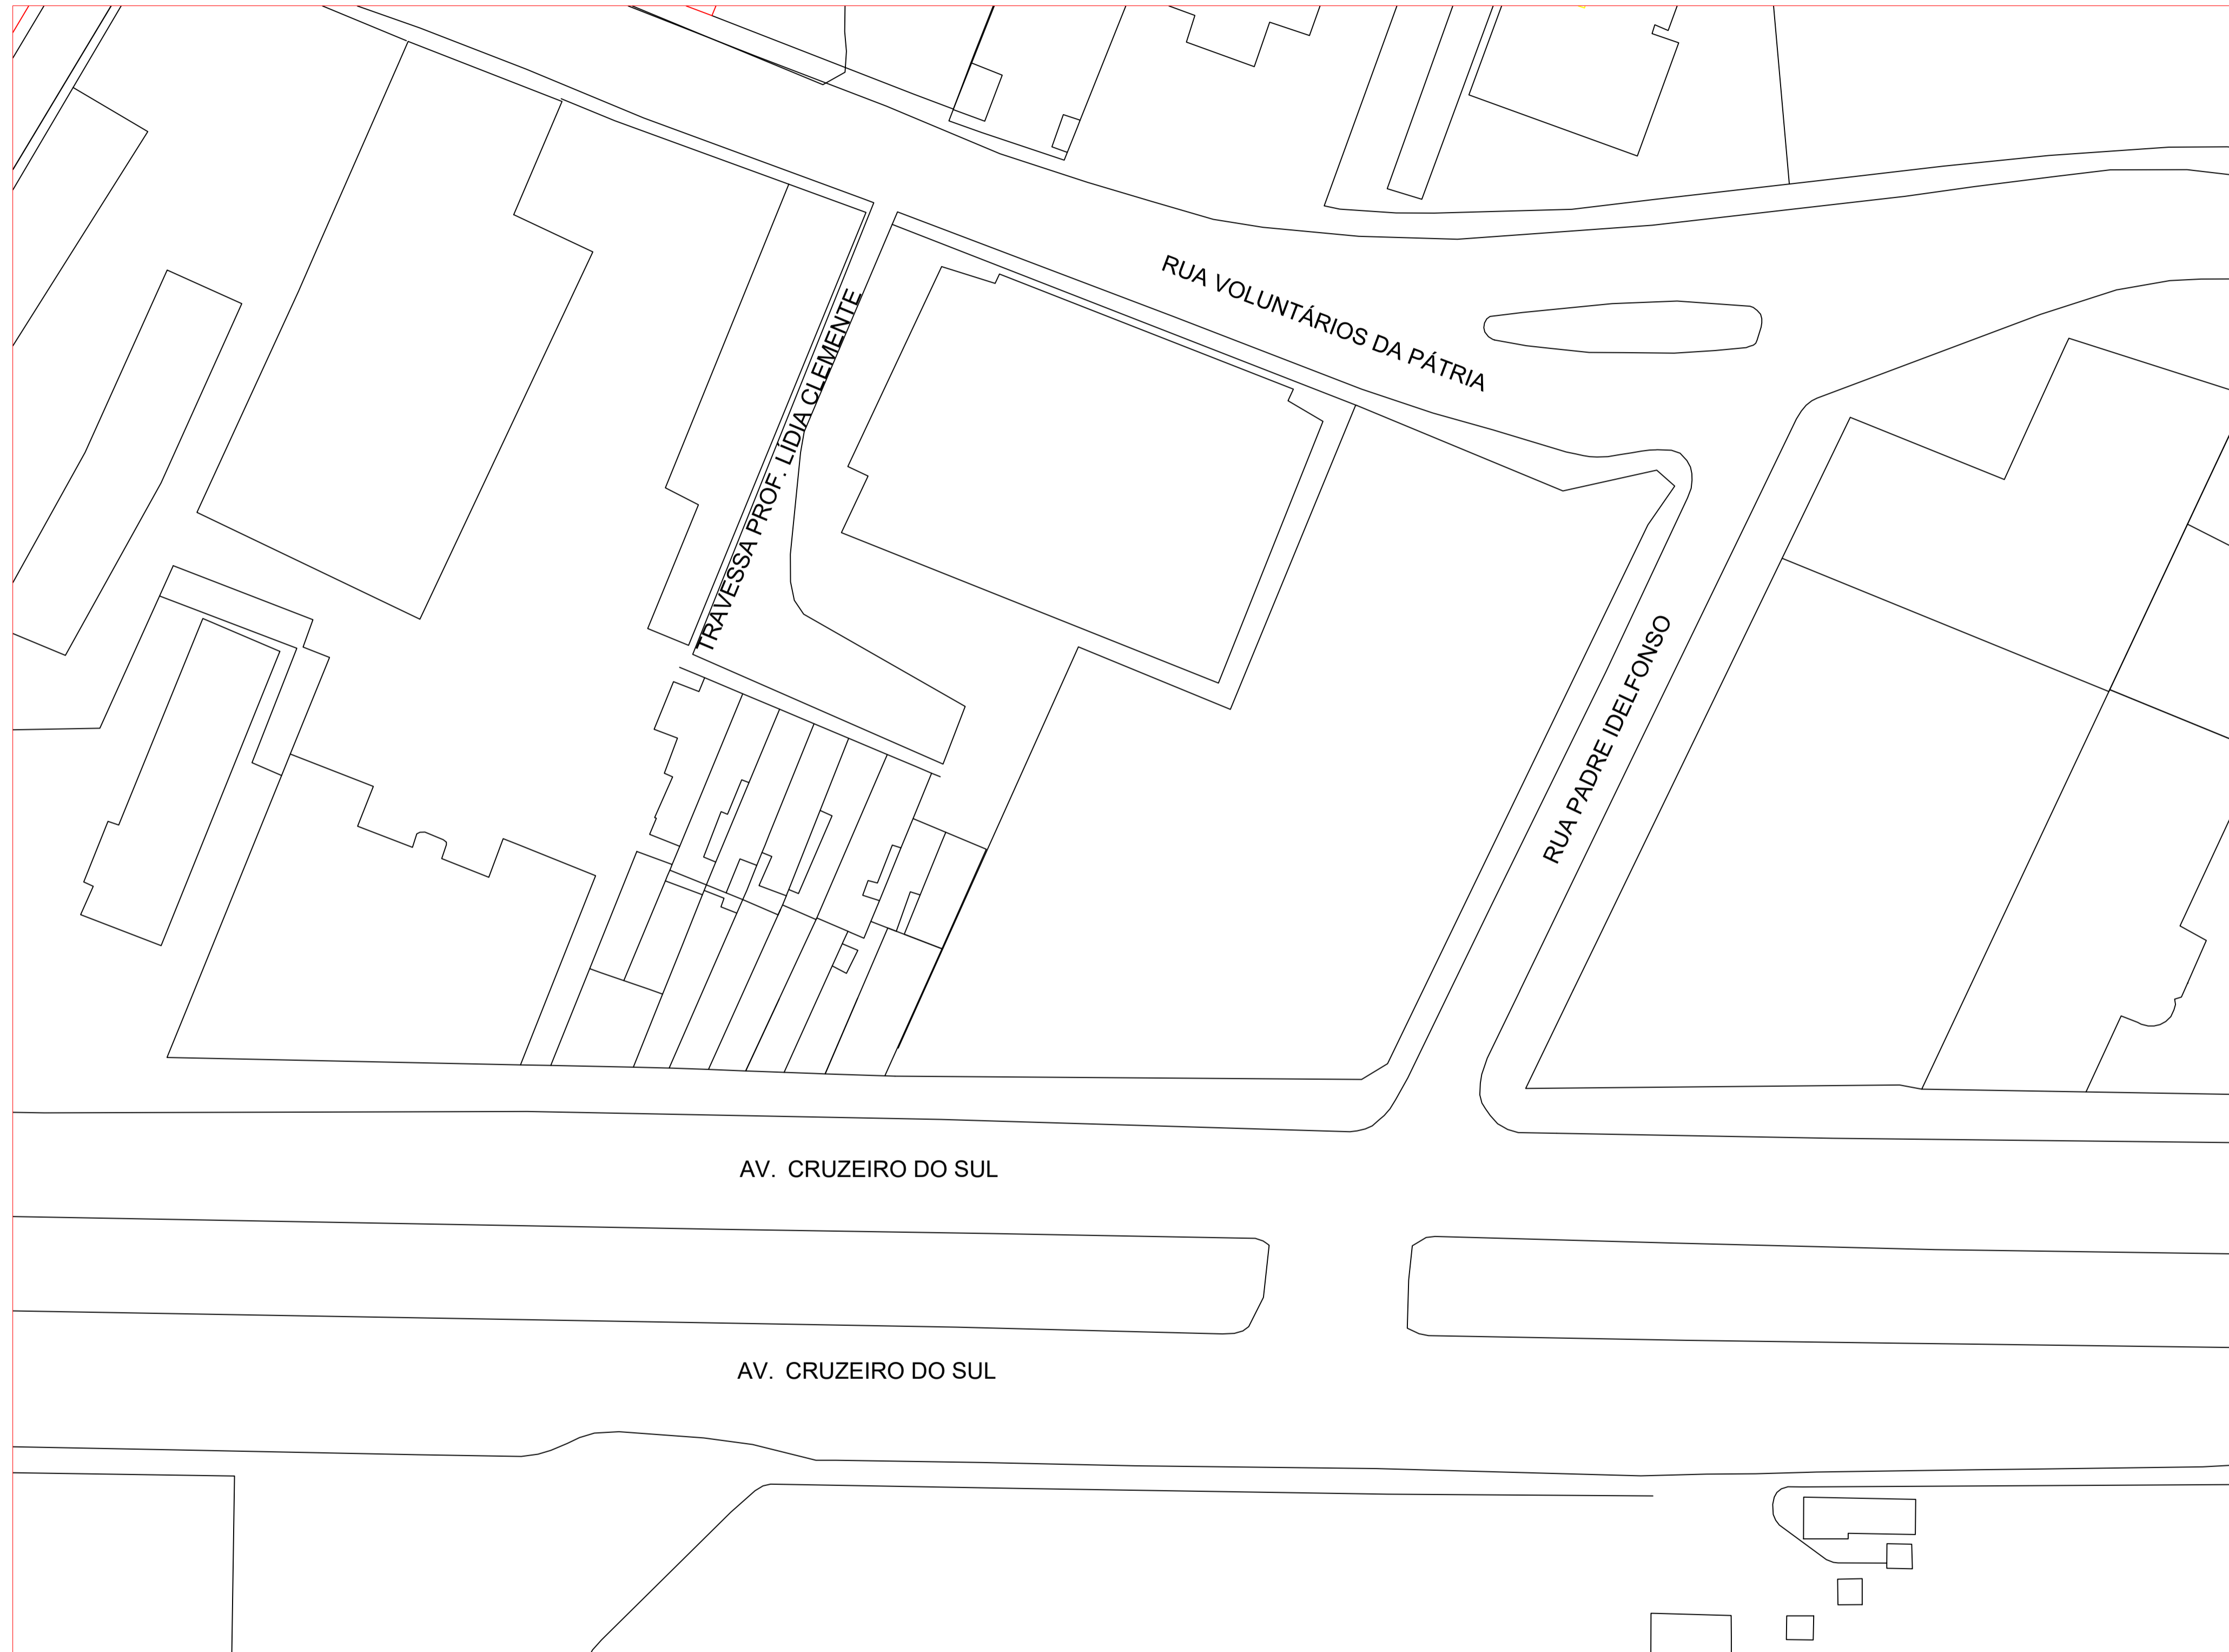 RUA VOLUNTÁRIOS DA PÁTRIA
TRAVESSA PROF. LÍDIA CLEMENTE
RUA PADRE IDELFONSO
AV. CRUZEIRO DO SUL
AV. CRUZEIRO DO SUL